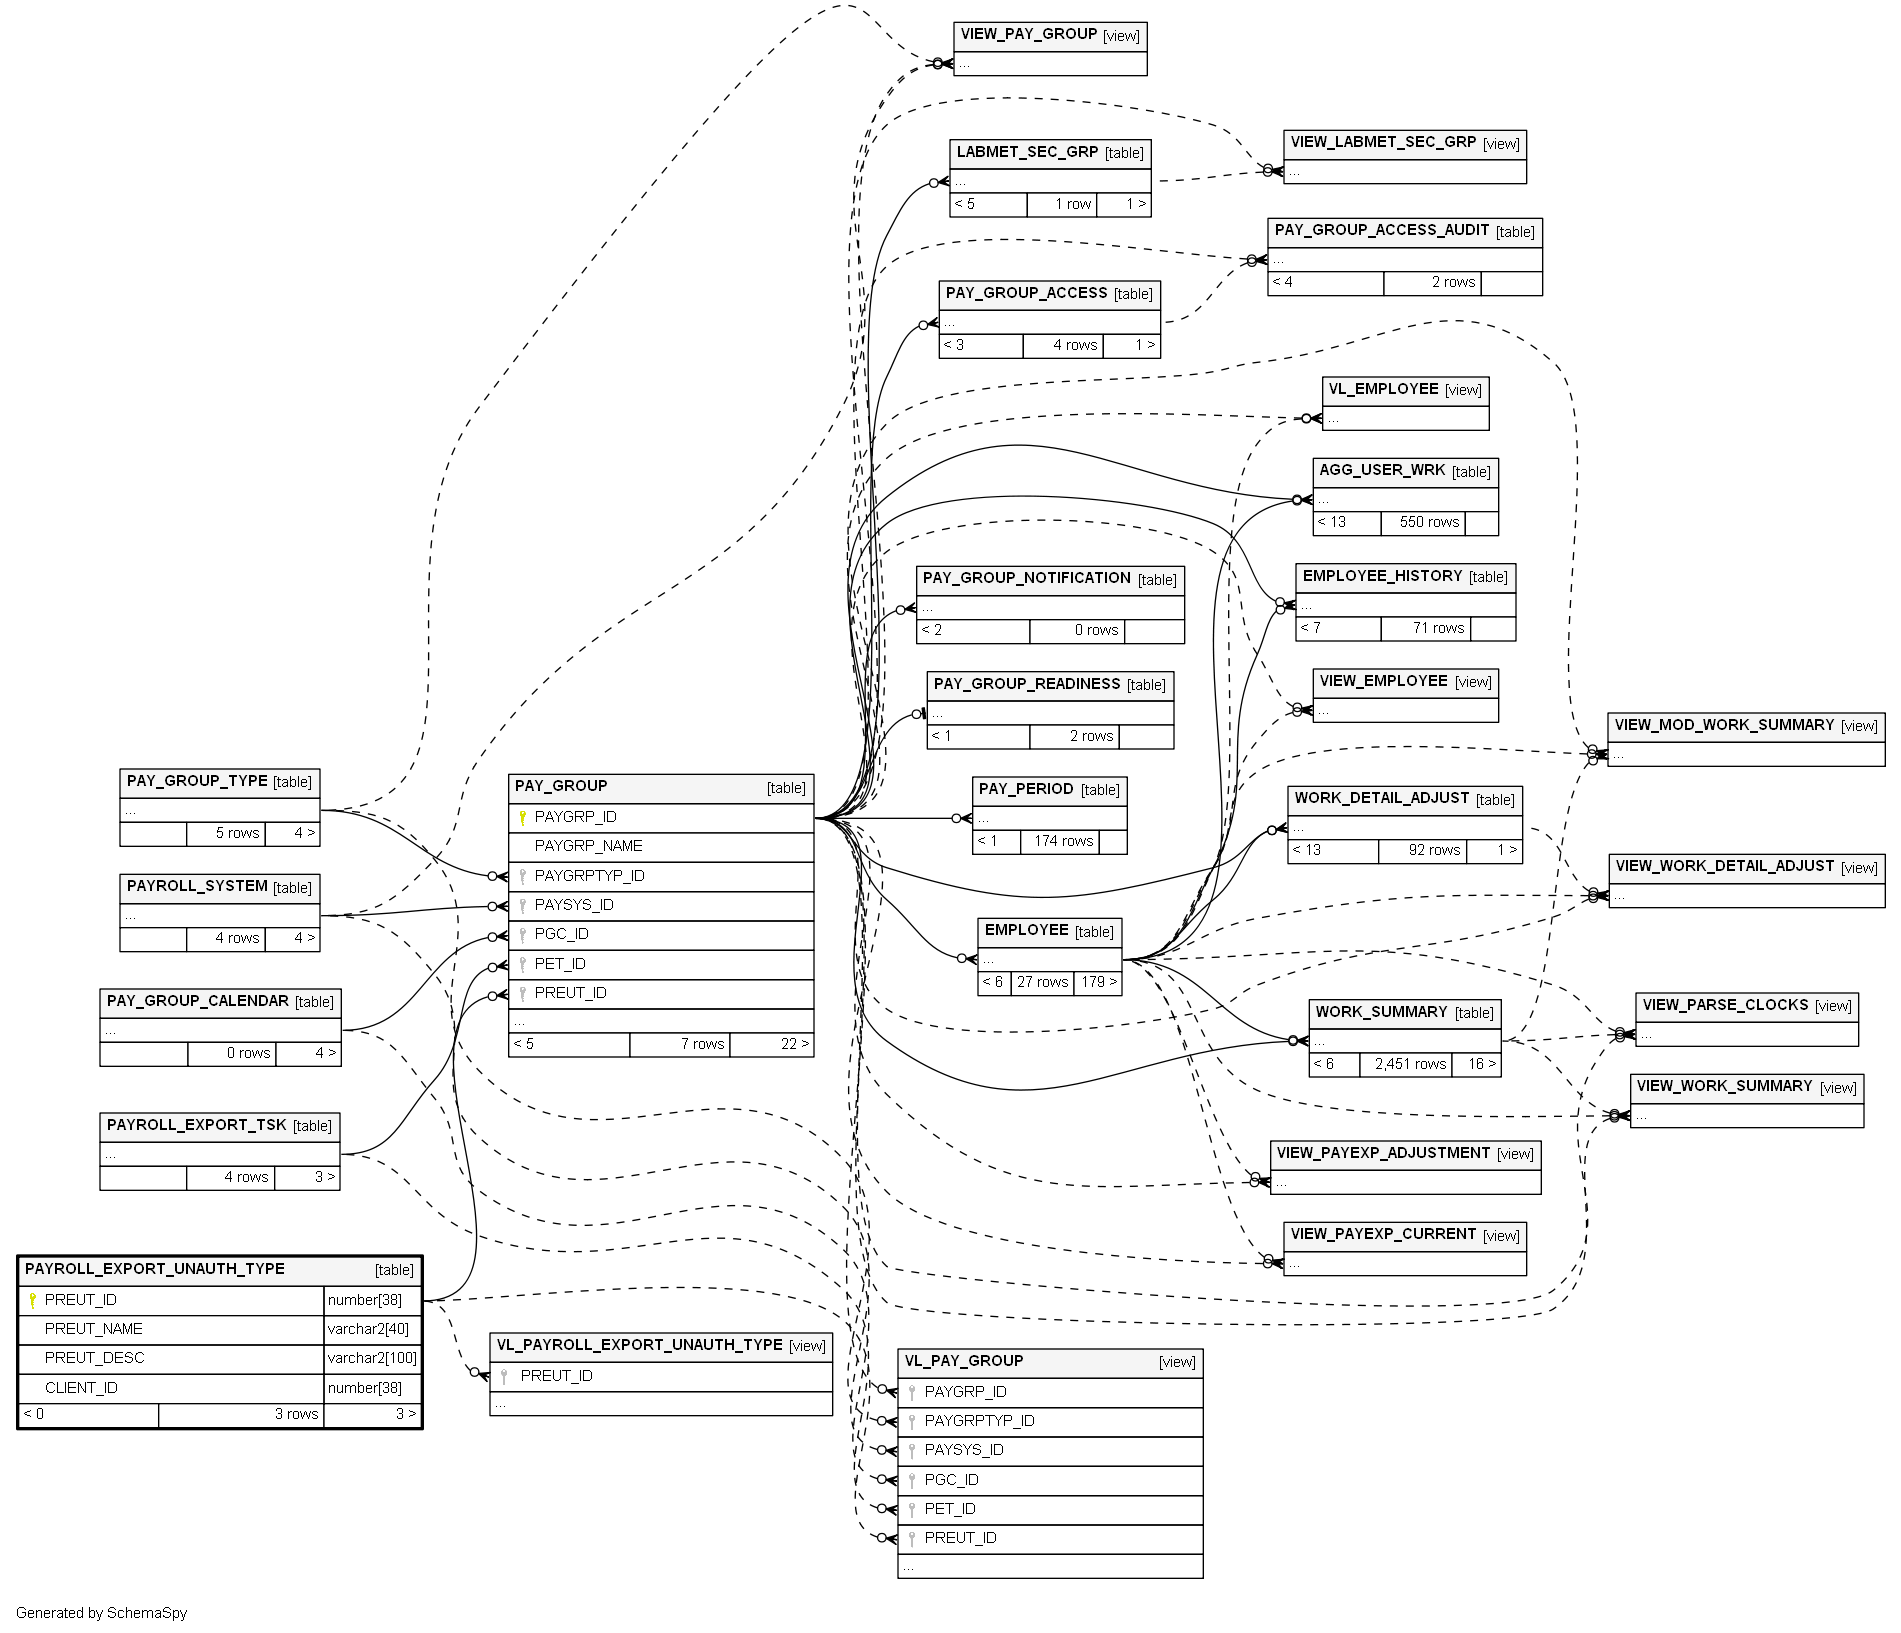 VIEW_PAY_GROUP [view]
...
LABMET_SEC_GRP [table]
...
< 5 1 row 1 >
VIEW_LABMET_SEC_GRP [view]
...
PAY_GROUP_ACCESS_AUDIT [table]
...
< 4 2 rows
PAY_GROUP_ACCESS [table]
...
< 3 4 rows 1 >
VL_EMPLOYEE [view]
...
AGG_USER_WRK [table]
...
< 13 550 rows
PAY_GROUP_NOTIFICATION [table]
...
< 2 0 rows
EMPLOYEE_HISTORY [table]
...
< 7 71 rows
PAY_GROUP_READINESS [table]
...
< 1 2 rows
VIEW_EMPLOYEE [view]
...
VIEW_MOD_WORK_SUMMARY [view]
...
PAY_GROUP_TYPE [table]
...
5 rows 4 >
PAYROLL_SYSTEM [table]
...
4 rows 4 >
PAY_GROUP_CALENDAR [table]
...
0 rows 4 >
PAYROLL_EXPORT_TSK [table]
...
4 rows 3 >
PAY_GROUP [table]
PAYGRP_ID
PAYGRP_NAME
PAYGRPTYP_ID
PAYSYS_ID
PGC_ID
PET_ID
PREUT_ID
...
< 5 7 rows 22 >
PAY_PERIOD [table]
...
< 1 174 rows
WORK_DETAIL_ADJUST [table]
...
< 13 92 rows 1 >
VIEW_WORK_DETAIL_ADJUST [view]
...
EMPLOYEE [table]
...
< 6 27 rows 179 >
WORK_SUMMARY [table]
...
< 6 2,451 rows 16 >
VIEW_PARSE_CLOCKS [view]
...
VIEW_WORK_SUMMARY [view]
...
VIEW_PAYEXP_ADJUSTMENT [view]
...
VIEW_PAYEXP_CURRENT [view]
...
PAYROLL_EXPORT_UNAUTH_TYPE [table]
PREUT_ID number[38]
PREUT_NAME varchar2[40]
PREUT_DESC varchar2[100]
CLIENT_ID number[38]
< 0 3 rows 3 >
VL_PAYROLL_EXPORT_UNAUTH_TYPE [view]
PREUT_ID
...
VL_PAY_GROUP [view]
PAYGRP_ID
PAYGRPTYP_ID
PAYSYS_ID
PGC_ID
PET_ID
PREUT_ID
...
Generated by SchemaSpy